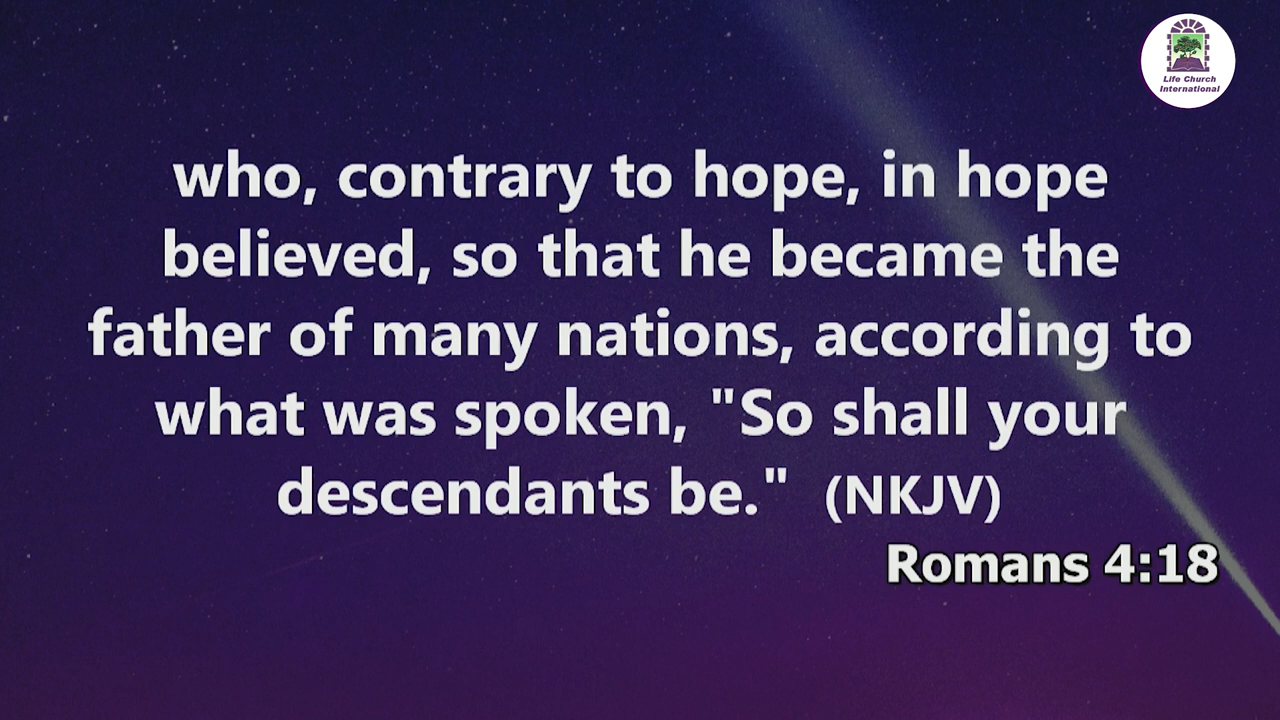 Life Church
International
who, contrary to hope, in hope
believed, so that he became the
father of many nations, according to
what was spoken, "So shall your
descendants be." (NKJV)
Romans 4:18